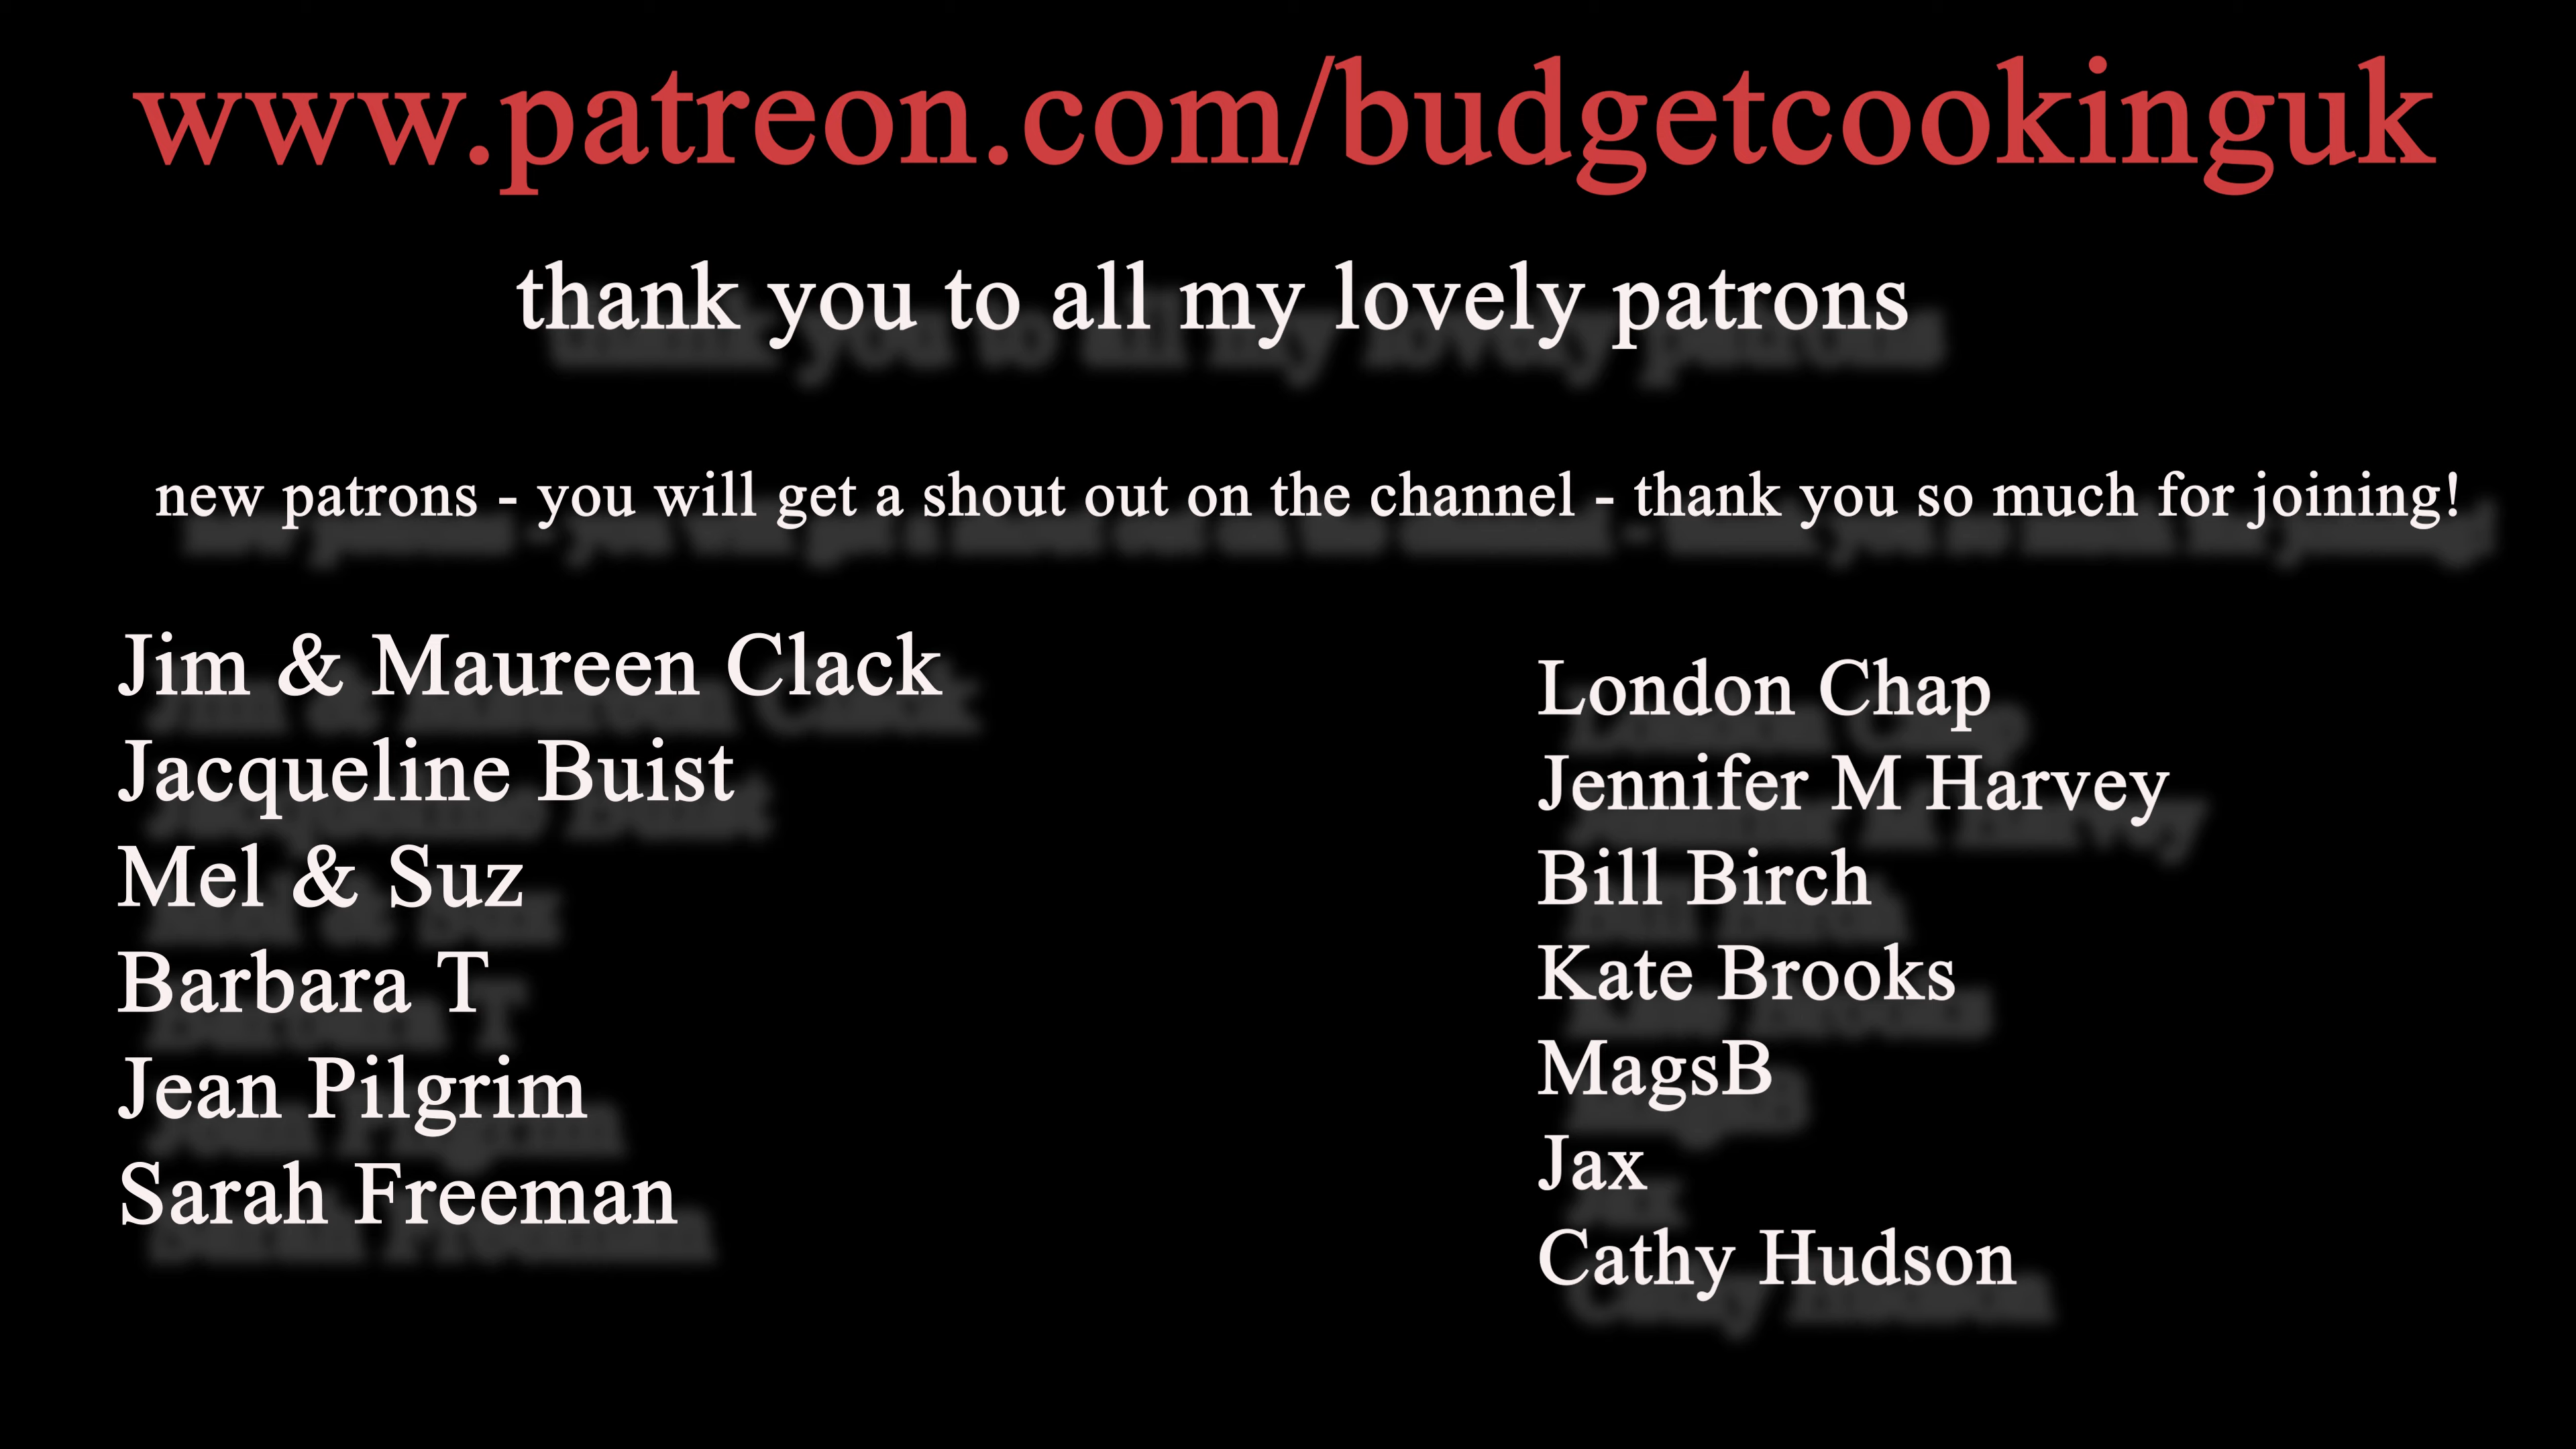 www.patreon.com/budgetcookinguk
thank you to all my lovely patrons
new patrons - you will get a shout out on the channel - thank you so much for joining!
Jim & Maureen Clack
Jacqueline Buist
Mel & Suz
Barbara T
Jean Pilgrim
Sarah Freeman
London Chap
Jennifer M Harvey
Bill Birch
Kate Brooks
MagsB
Jax
Cathy Hudson